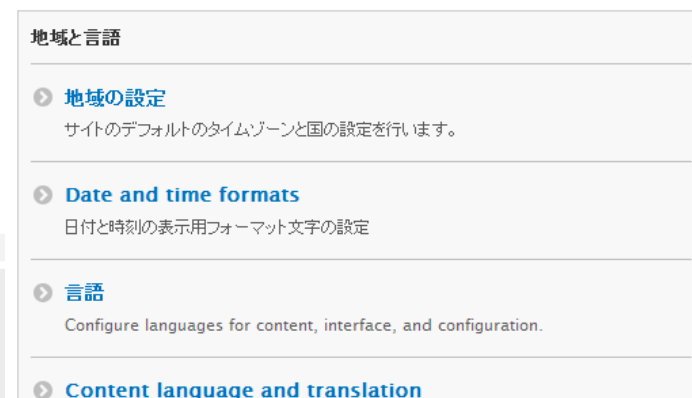 地域と言語
地域の設定
サイトのデフォルトのタイムゾーンと国の設定を行います。
Date and time formats
日付と時刻の表示用フォーマット文字の設定
言語
Configure languages for content, interface, and configuration.
Content language and translation